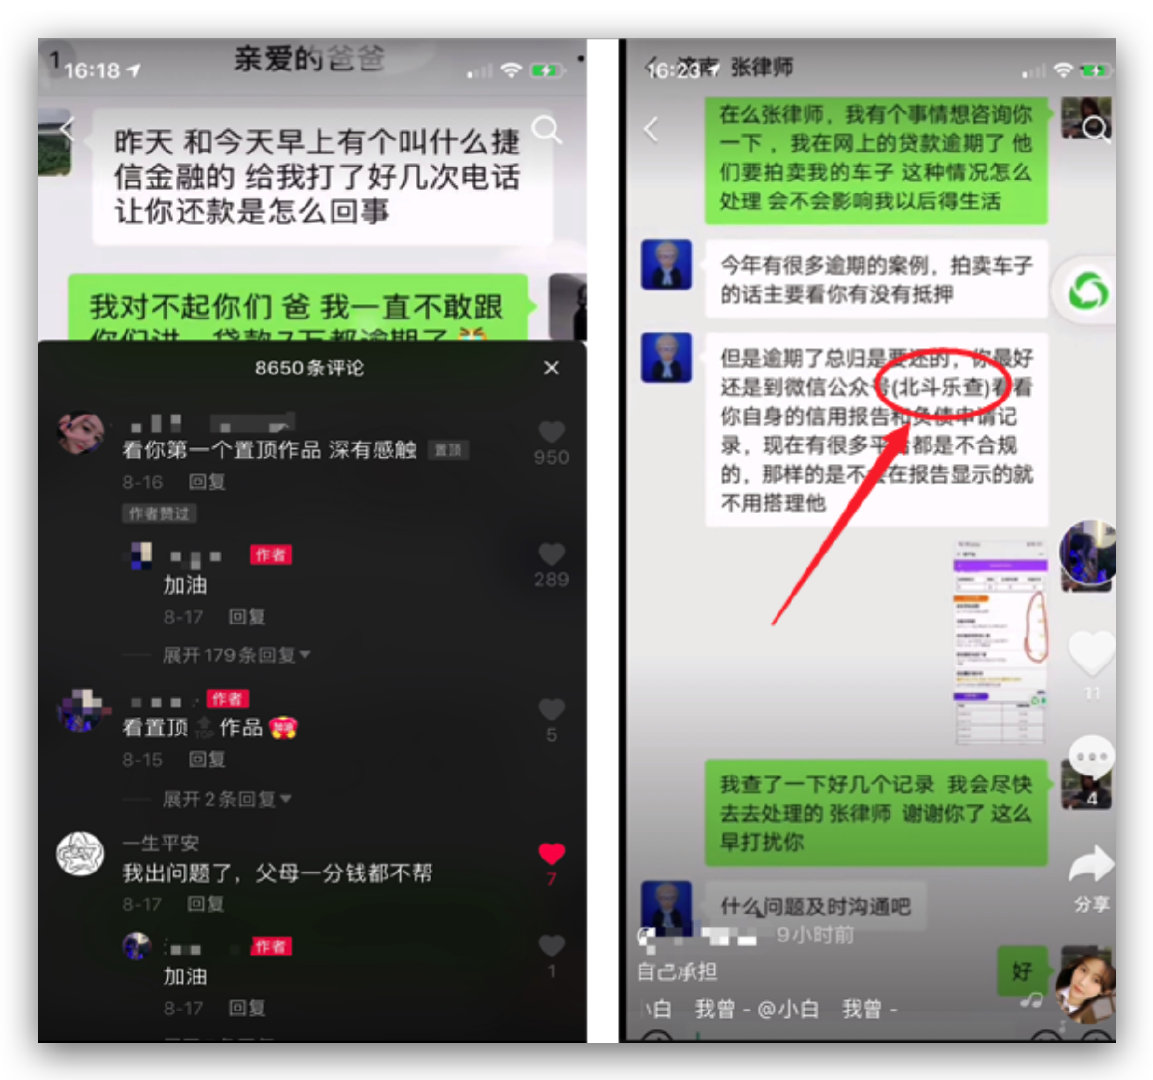 亲爱的爸爸
16:18
昨天 和今天早上有个叫什么捷
信金融的 给我打了好几次电话
让你还款是怎么回事
我对不起你们 爸 我一直不敢跟
你们讲 贷款7万都逾期了
8650条评论
看你第一个置顶作品 深有感触 置顶
950
8-16 回复
作者赞过
作者
加油
289
8-17 回复
展开179条回复
作者
看置顶 TOP 作品 加油
5
8-15 回复
展开2条回复
一生平安
我出问题了，父母一分钱都不帮
7
8-17 回复
作者
加油
1
8-17 回复
16:23
济南 张律师
在么张律师，我有个事情想咨询你
一下 ，我在网上的贷款逾期了 他
们要拍卖我的车子 这种情况怎么
处理 会不会影响我以后得生活
今年有很多逾期的案例，拍卖车子
的话主要看你有没有抵押
但是逾期了总归是要还的，你最好
还是到微信公众号(北斗乐查)看看
你自身的信用报告和负债申请记
录，现在有很多平台都是不合规
的，那样的是不会在报告显示的就
不用搭理他
11
我查了一下好几个记录 我会尽快
去去处理的 张律师 谢谢你了 这么
早打扰你
4
分享
什么问题及时沟通吧
9小时前
自己承担
好
小白 我曾 - @小白 我曾 -